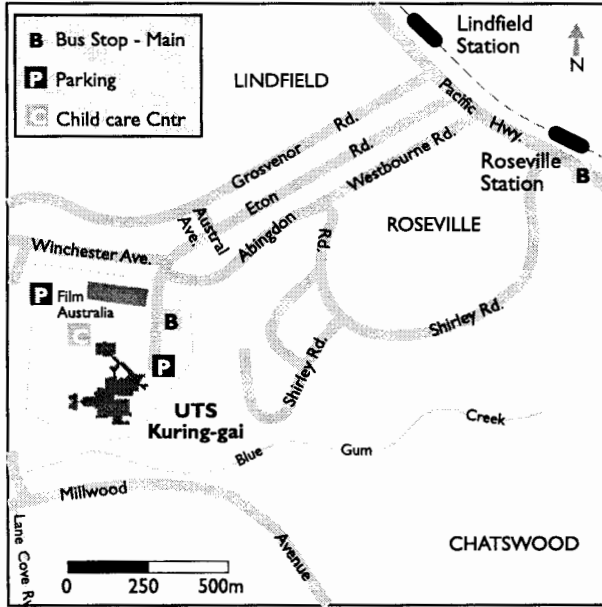 B Bus Stop - Main
P Parking
C Child care Cntr
Lindfield
Station
N
LINDFIELD
Pacific
Hwy.
Grosvenor Rd.
Eton Rd.
Abingdon
Westbourne Rd.
Roseville
Station
B
Austral
Ave.
Rd.
ROSEVILLE
Winchester Ave.
P
Film
Australia
C
B
P
Shirley Rd.
Shirley Rd.
UTS
Kuring-gai
Blue Gum Creek
Millwood
Avenue
Lane Cove
CHATSWOOD
0 250 500m